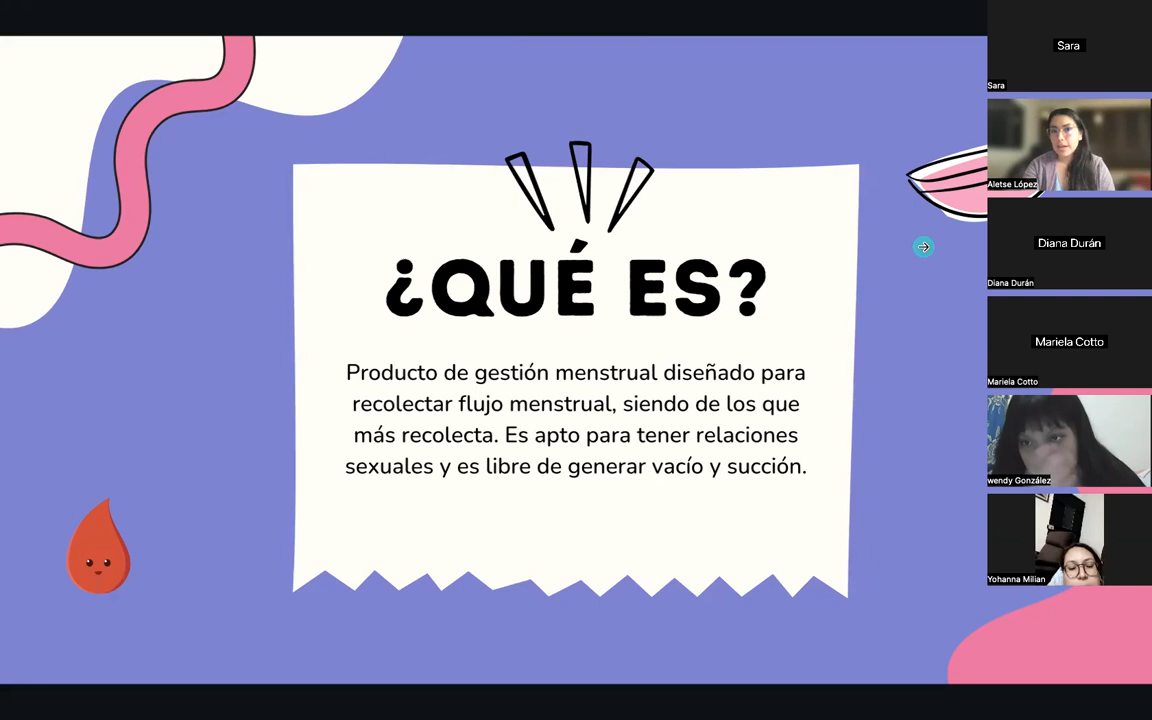 ¿QUÉ ES?
Producto de gestión menstrual diseñado para
recolectar flujo menstrual, siendo de los que
más recolecta. Es apto para tener relaciones
sexuales y es libre de generar vacío y succión.
Sara
Sara
Aletse López
Diana Durán
Diana Durán
Mariela Cotto
Mariela Cotto
wendy González
Yohanna Milian